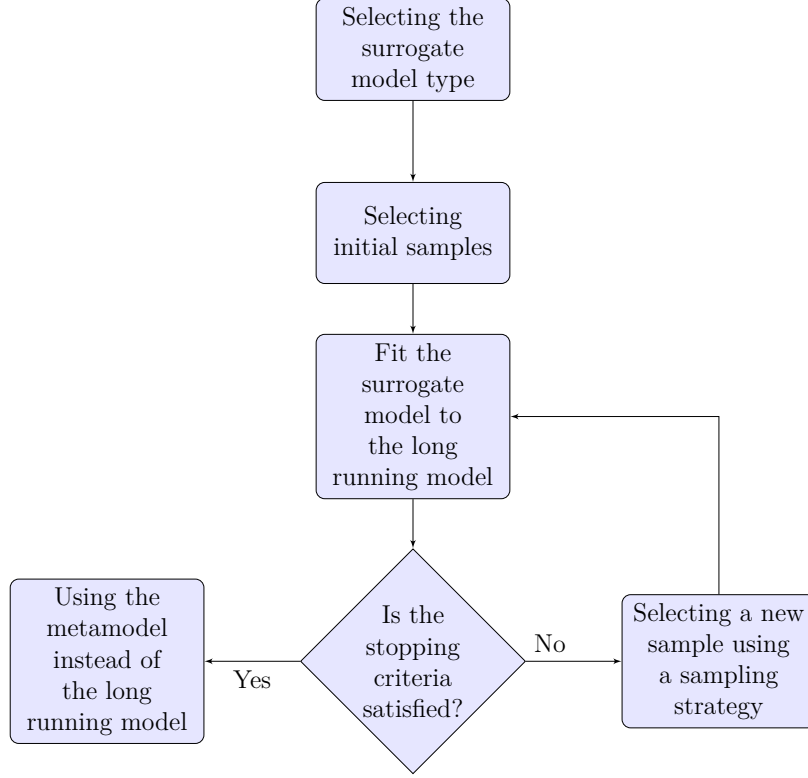 Selecting the
surrogate
model type
Selecting
initial samples
Fit the
surrogate
model to
the long
running model
Is the
stopping
criteria
satisfied?
Yes
No
Using the
metamodel
instead of
the long
running model
Selecting a new
sample using
a sampling
strategy